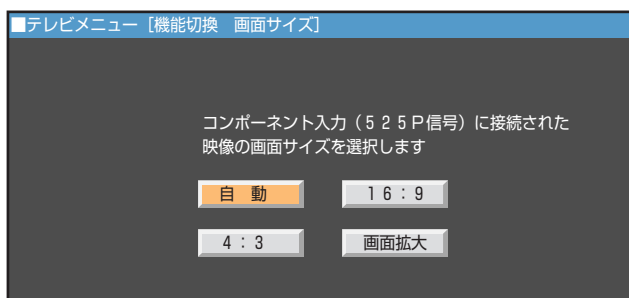 ■テレビメニュー［機能切換　画面サイズ］
コンポーネント入力（５２５Ｐ信号）に接続された
映像の画面サイズを選択します
自　動　１６：９
４：３　画面拡大